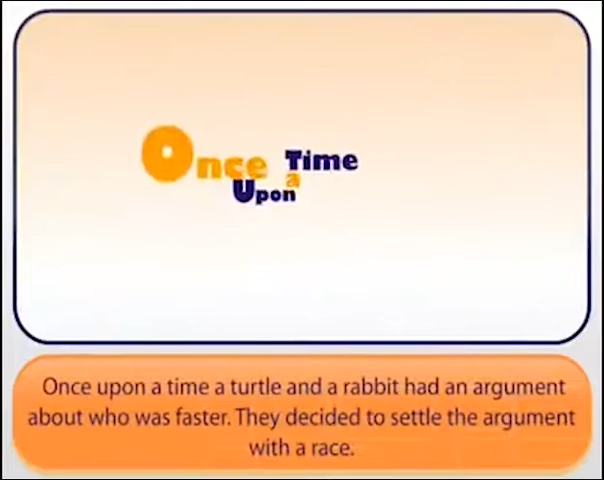 Once Upon a Time
Once upon a time a turtle and a rabbit had an argument
about who was faster. They decided to settle the argument
with a race.